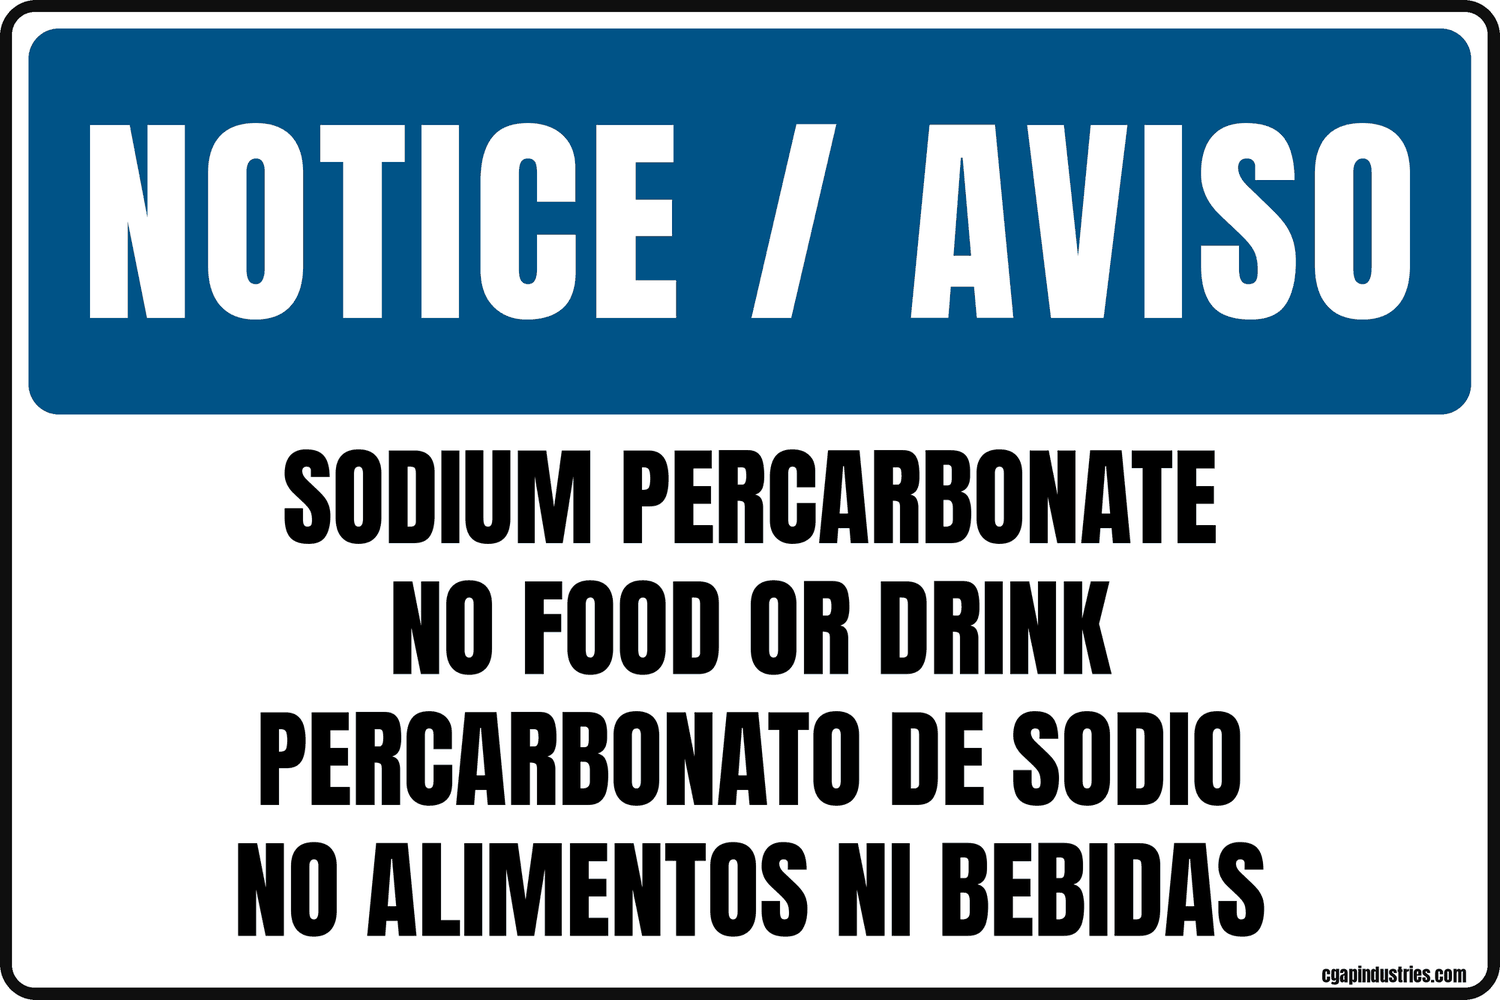 NOTICE / AVISO
SODIUM PERCARBONATE
NO FOOD OR DRINK
PERCARBONATO DE SODIO
NO ALIMENTOS NI BEBIDAS
cgapindustries.com